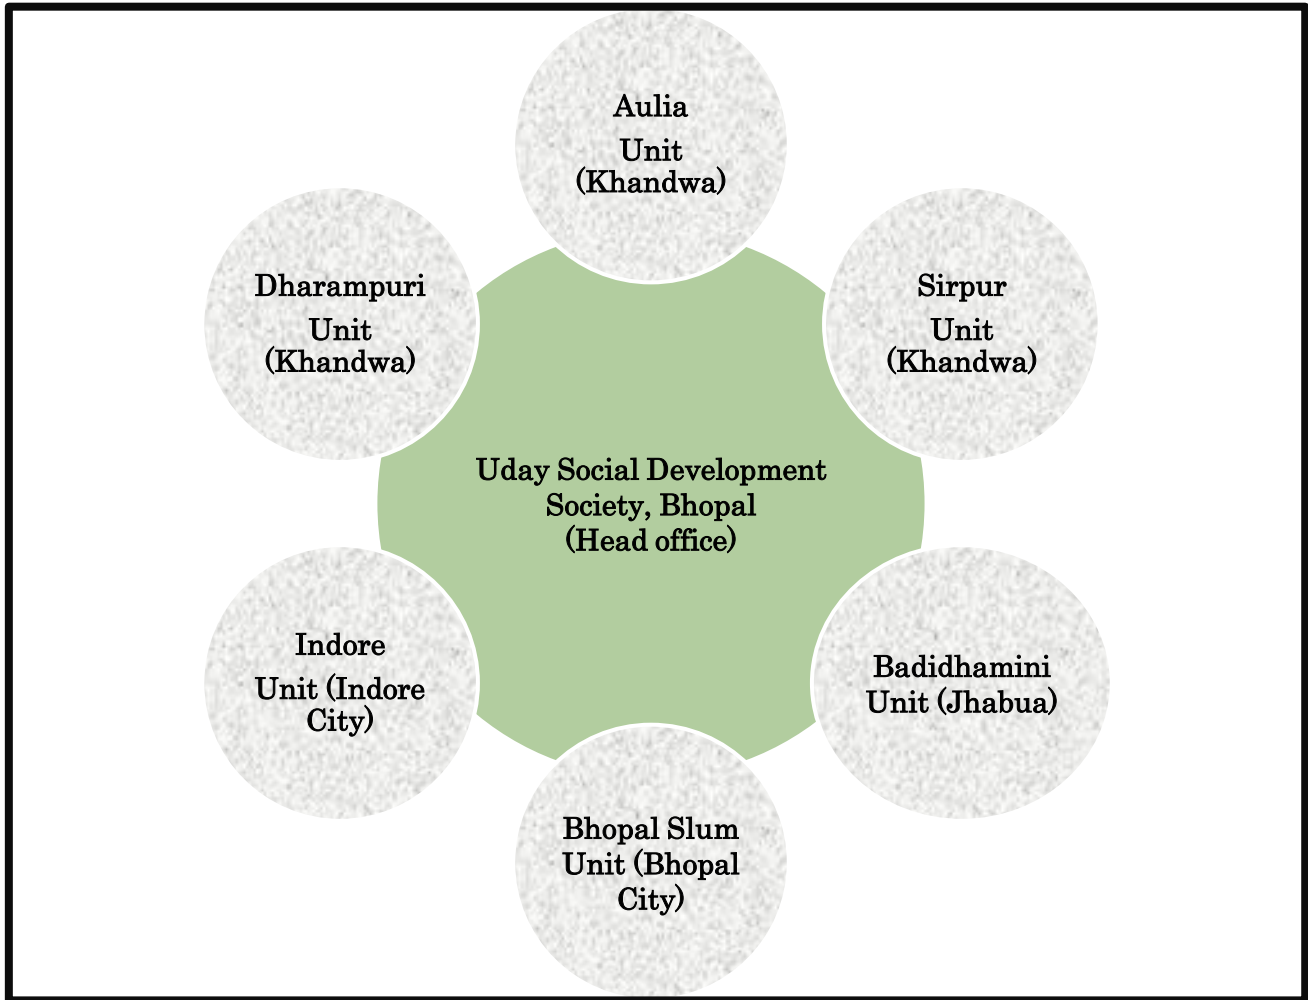 Aulia
Unit
(Khandwa)
Dharampuri
Unit
(Khandwa)
Sirpur
Unit
(Khandwa)
Uday Social Development
Society, Bhopal
(Head office)
Indore
Unit (Indore
City)
Badidhamini
Unit (Jhabua)
Bhopal Slum
Unit (Bhopal
City)